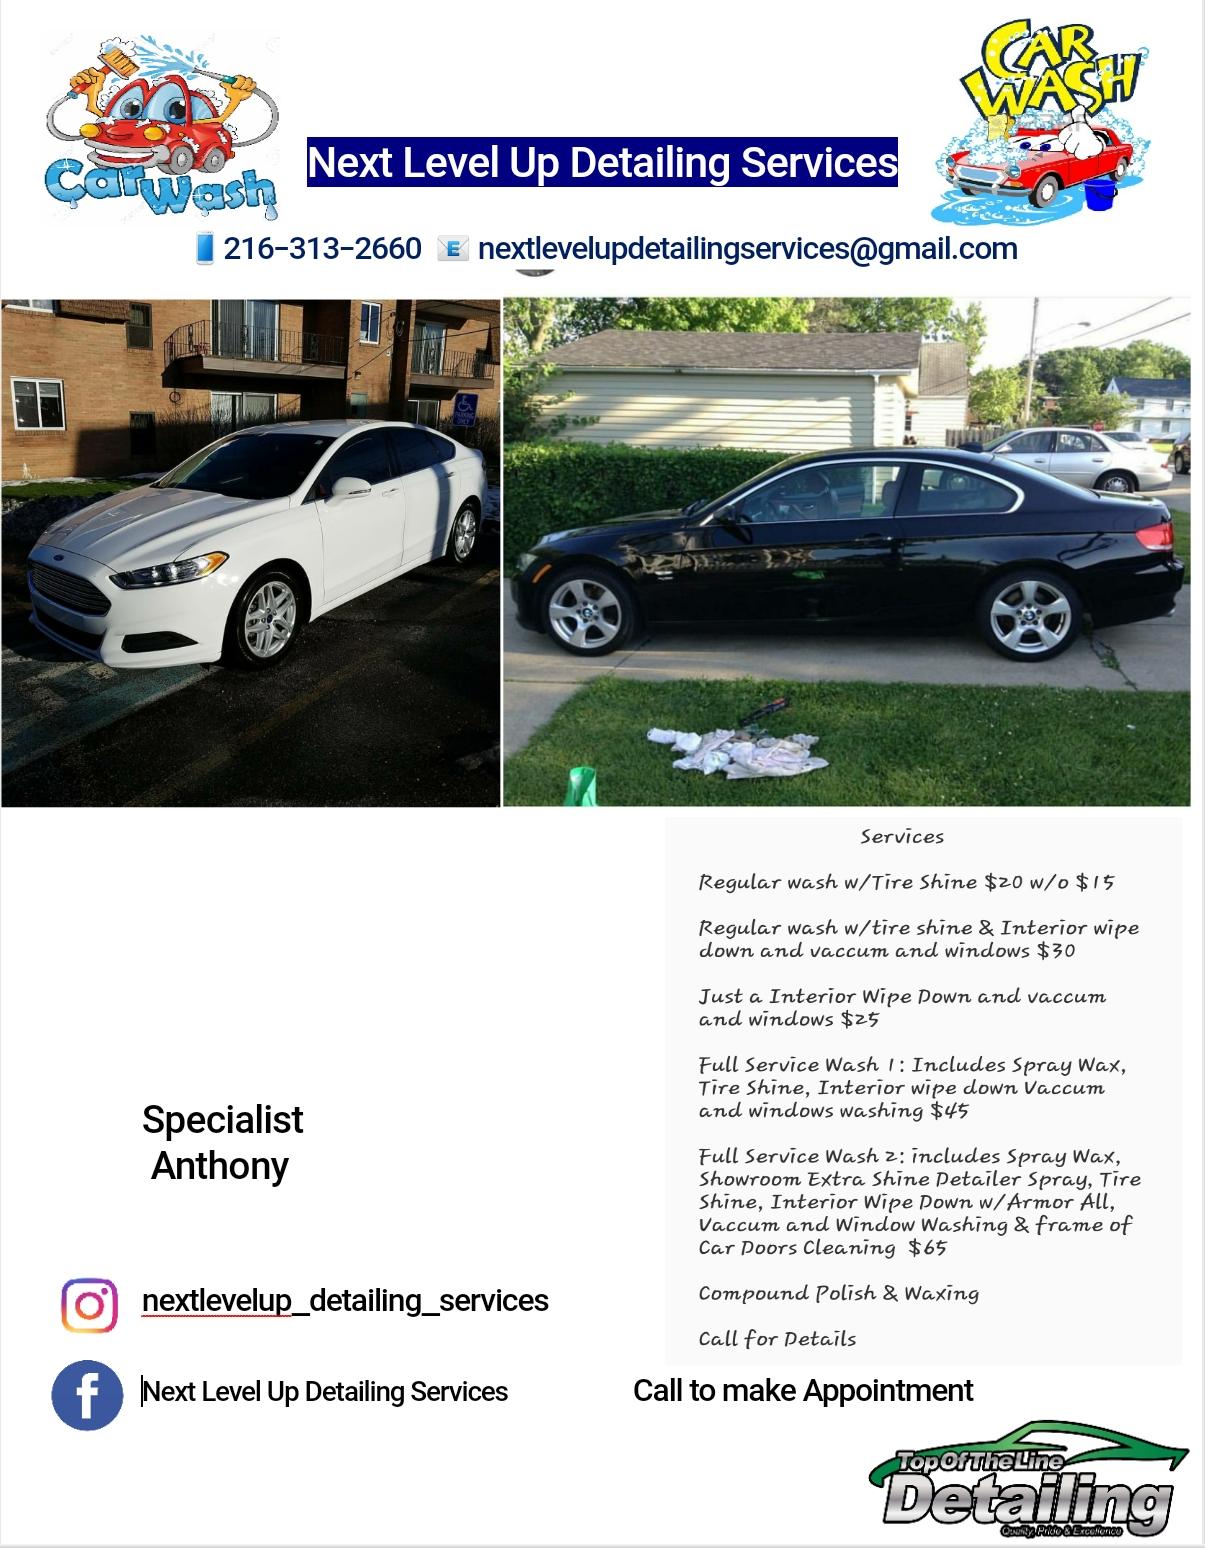 Car Wash
CAR
WASH
Next Level Up Detailing Services
216-313-2660 E nextlevelupdetailingservices@gmail.com
Services
Regular wash w/Tire Shine $20 w/o $15
Regular wash w/tire shine & Interior wipe
down and vaccum and windows $30
Just a Interior Wipe Down and vaccum
and windows $25
Full Service Wash 1: Includes Spray Wax,
Tire Shine, Interior wipe down Vaccum
and windows washing $45
Full Service Wash 2: includes Spray Wax,
Showroom Extra Shine Detailer Spray, Tire
Shine, Interior Wipe Down w/Armor All,
Vaccum and Window Washing & frame of
Car Doors Cleaning $65
Compound Polish & Waxing
Call for Details
Specialist
Anthony
nextlevelup_detailing_services
f Next Level Up Detailing Services
Call to make Appointment
TopOfTheLine
Detailing
Quality, Pride & Excellence